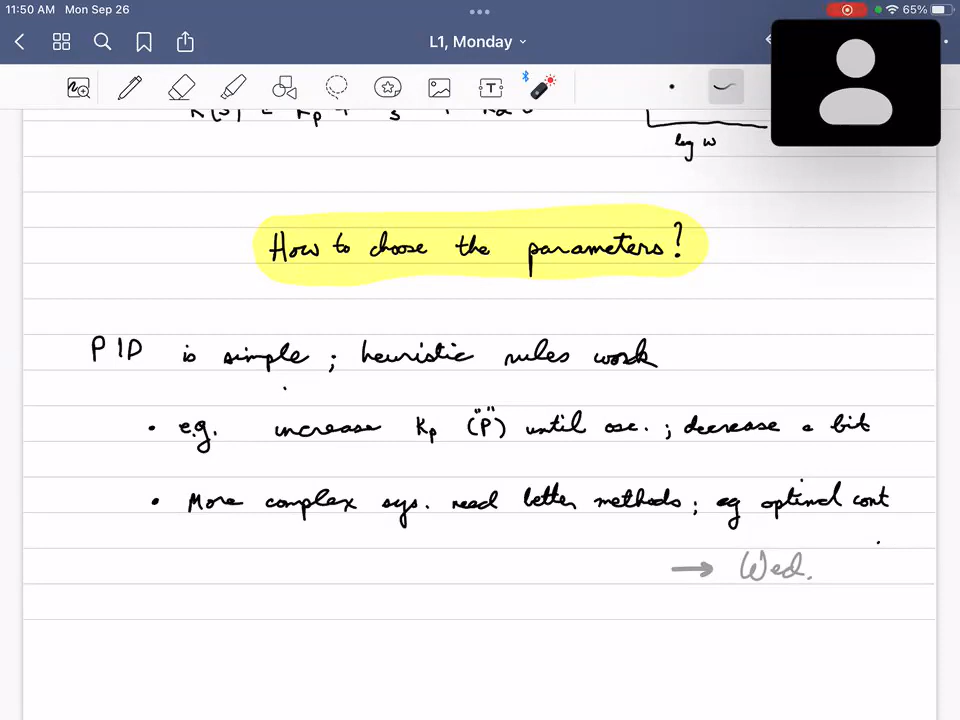 11:50 AM Mon Sep 26
65%
L1, Monday
K(s) = Kp + s +
log w
How to choose the parameters?
PID is simple; heuristic rules work
• e.g. increase Kp ("P") until osc.; decrease a bit
• More complex sys. need better methods; eg optimal cont
→ Wed.